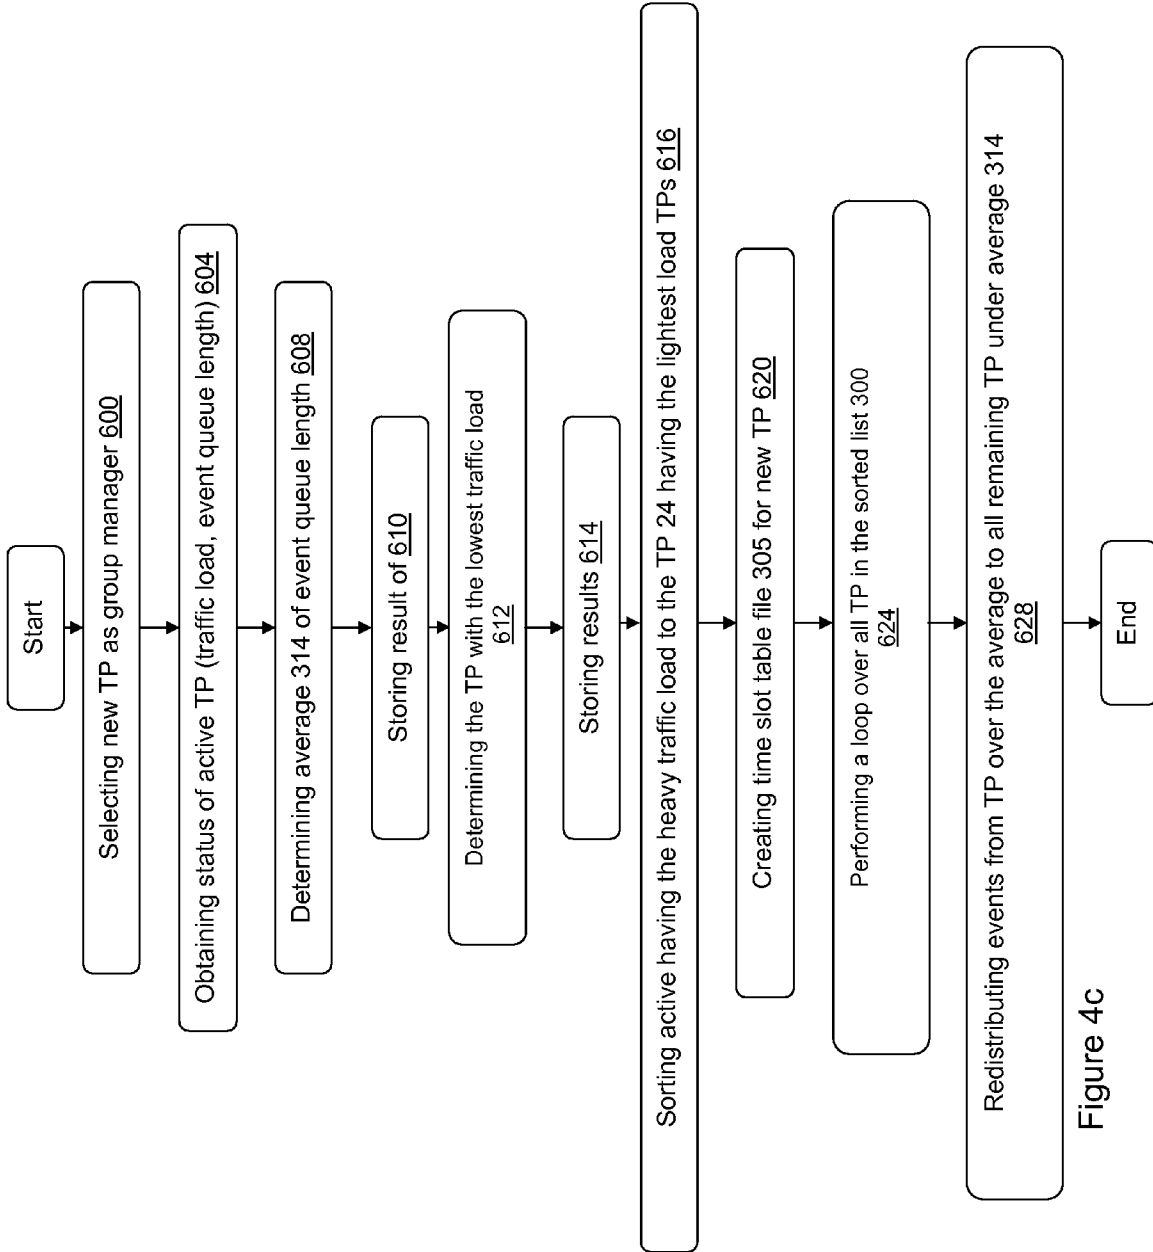 Start
Selecting new TP as group manager 600
Obtaining status of active TP (traffic load, event queue length) 604
Determining average 314 of event queue length 608
Storing result of 610
Determining the TP with the lowest traffic load
612
Storing results 614
Sorting active having the heavy traffic load to the TP 24 having the lightest load TPs 616
Creating time slot table file 305 for new TP 620
Performing a loop over all TP in the sorted list 300
624
Redistributing events from TP over the average to all remaining TP under average 314
628
End
Figure 4c